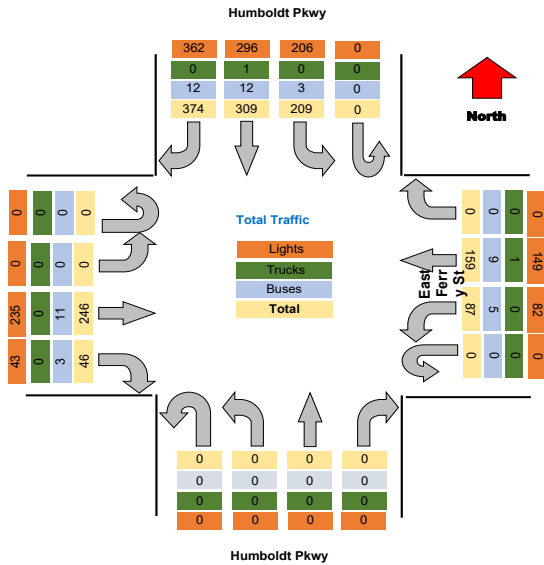 Humboldt Pkwy
362 296 206 0
0 1 0 0
12 12 3 0
374 309 209 0
North
0 0 0 0
0 0 0 0
235 0 11 246
43 0 3 46
Total Traffic
Lights
Trucks
Buses
Total
East
Ferr
y St
0 0 0 0
159 9 1 149
87 5 0 82
0 0 0 0
0 0 0 0
0 0 0 0
0 0 0 0
0 0 0 0
Humboldt Pkwy